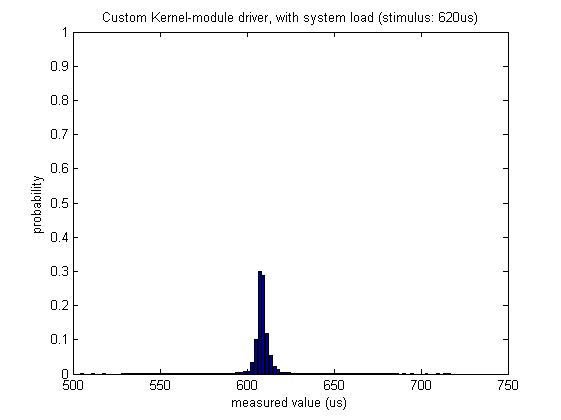 Custom Kernel-module driver, with system load (stimulus: 620us)
1
0.9
0.8
0.7
0.6
0.5
0.4
0.3
0.2
0.1
0
probability
500 550 600 650 700 750
measured value (us)